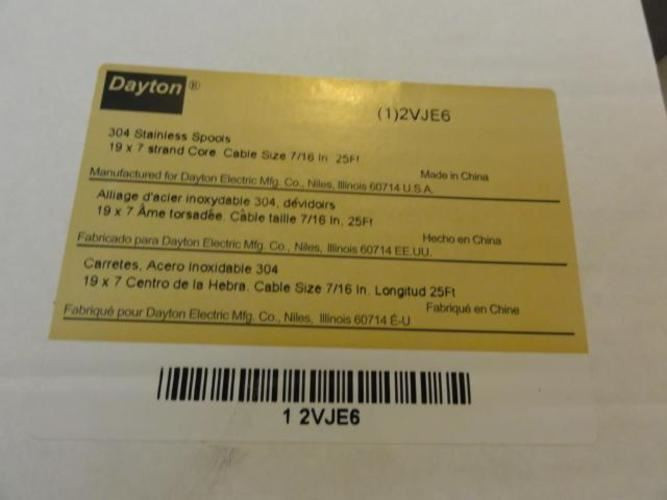 Dayton®
(1)2VJE6
304 Stainless Spools
19 x 7 strand Core. Cable Size 7/16 In. 25Ft
Made in China
Manufactured for Dayton Electric Mfg. Co., Niles, Illinois 60714 U.S.A.
Alliage d'acier inoxydable 304, dévidoirs
19 x 7 Âme torsadée. Cable taille 7/16 In, 25Ft
Hecho en China
Fabricado para Dayton Electric Mfg. Co., Niles, Illinois 60714 EE.UU.
Carretes, Acero Inoxidable 304
19 x 7 Centro de la Hebra. Cable Size 7/16 In. Longitud 25Ft
Fabriqué en Chine
Fabriqué pour Dayton Electric Mfg. Co., Niles, Illinois 60714 É-U
1 2VJE6